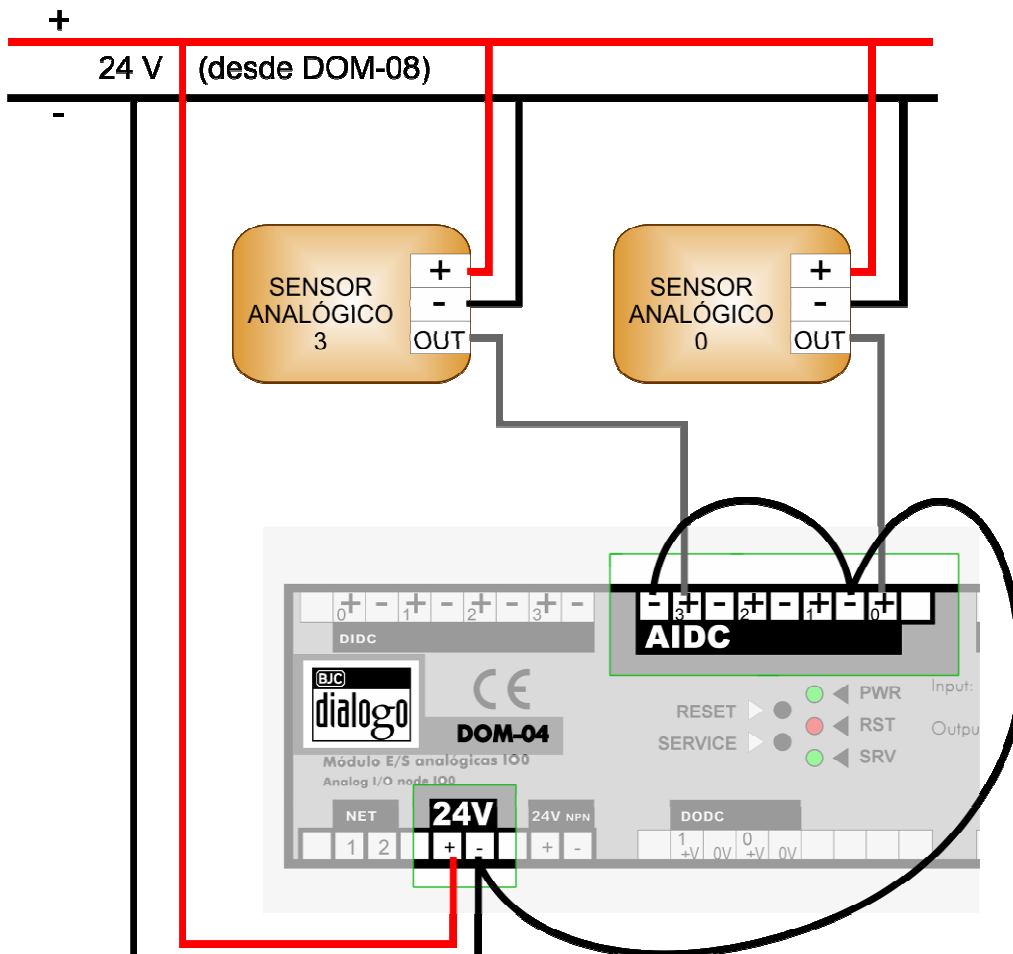 +
24 V (desde DOM-08)
-
SENSOR
ANALÓGICO
3
+
-
OUT
SENSOR
ANALÓGICO
0
+
-
OUT
0 + - 1 + - 2 + - 3 + -
DIDC
- 3 + - 2 + - 1 + - 0 +
AIDC
BJC
dialogo
CE
DOM-04
Módulo E/S analógicas IO0
Analog I/O node IO0
RESET
SERVICE
PWR
RST
SRV
Input:
Outpu
NET
1 2
24V
+ -
24V NPN
+ -
DODC
1 +V 0V 0 +V 0V